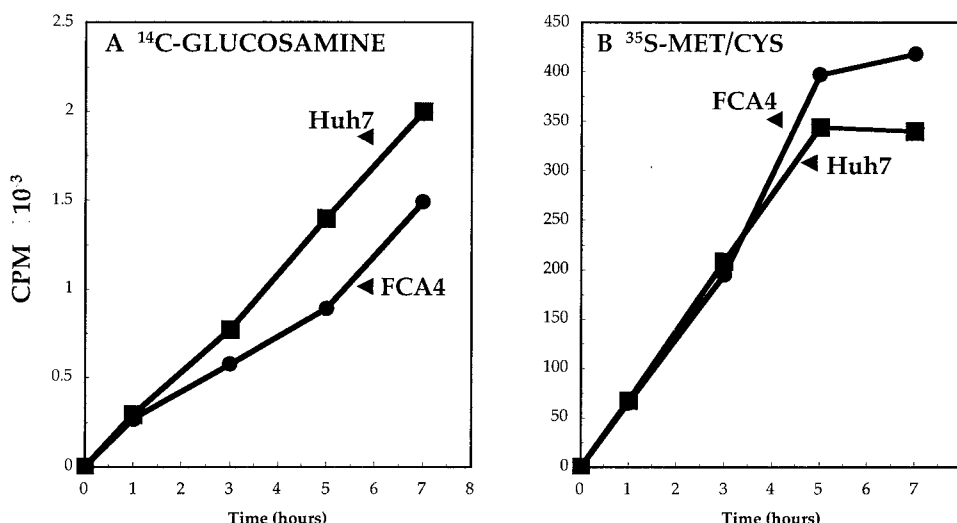 A ¹⁴C-GLUCOSAMINE
CPM 10⁻³
2.5
2
1.5
1
0.5
0
Huh7
FCA4
0 1 2 3 4 5 6 7 8
Time (hours)
B ³⁵S-MET/CYS
450
400
350
300
250
200
150
100
50
0
FCA4
Huh7
0 1 2 3 4 5 6 7
Time (hours)